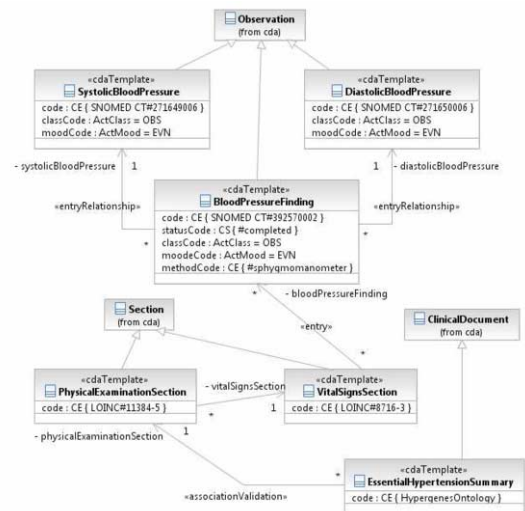 Observation
(from cda)
«cdaTemplate»
SystolicBloodPressure
code : CE { SNOMED CT#271649006 }
classCode : ActClass = OBS
moodCode : ActMood = EVN
«cdaTemplate»
DiastolicBloodPressure
code : CE { SNOMED CT#271650006 }
classCode : ActClass = OBS
moodCode : ActMood = EVN
- systolicBloodPressure 1
1 - diastolicBloodPressure
«entryRelationship»
*
«cdaTemplate»
BloodPressureFinding
code : CE { SNOMED CT#392570002 }
statusCode : CS { #completed }
classCode : ActClass = OBS
moodeCode : ActMood = EVN
methodCode : CE { #sphygmomanometer }
«entryRelationship»
*
* - bloodPressureFinding
«entry»
*
Section
(from cda)
ClinicalDocument
(from cda)
«cdaTemplate»
PhysicalExaminationSection
code : CE { LOINC#11384-5 }
- vitalSignsSection
* 1
«cdaTemplate»
VitalSignsSection
code : CE { LOINC#8716-3 }
- physicalExaminationSection 1
«associationValidation»
*
«cdaTemplate»
EssentialHypertensionSummary
code : CE { HypergenesOntology }